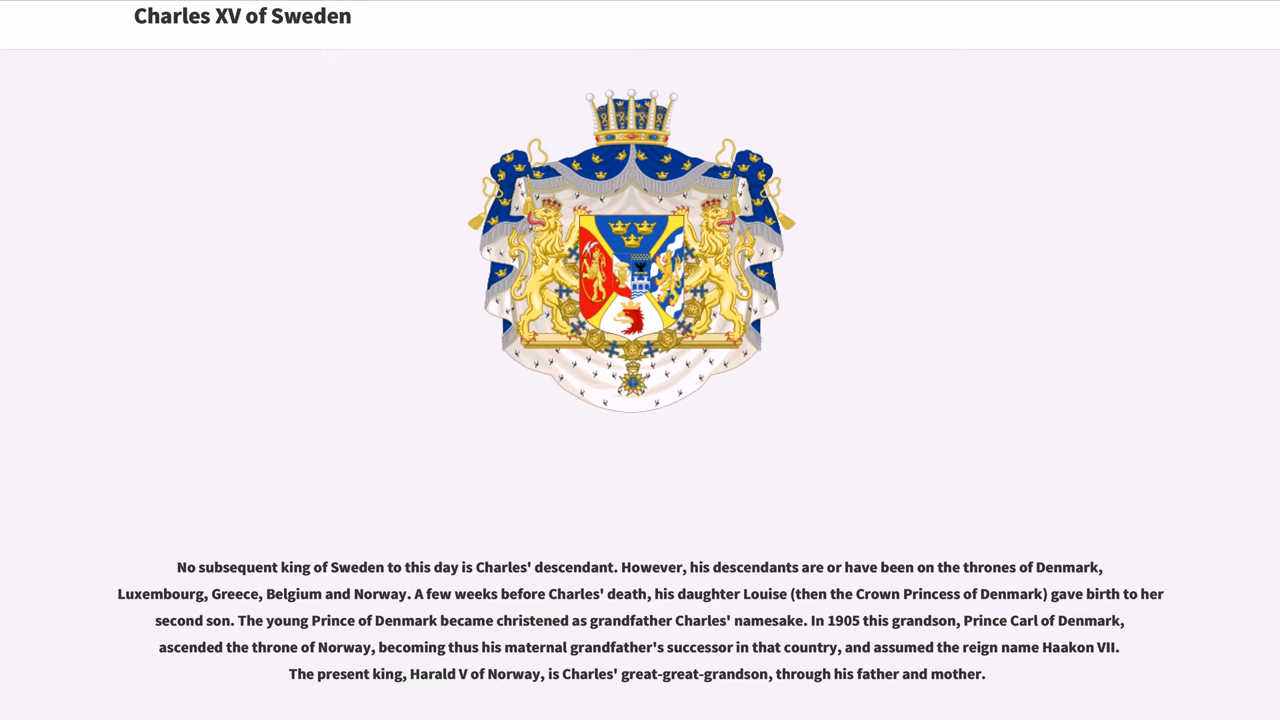 Charles XV of Sweden
No subsequent king of Sweden to this day is Charles' descendant. However, his descendants are or have been on the thrones of Denmark,
Luxembourg, Greece, Belgium and Norway. A few weeks before Charles' death, his daughter Louise (then the Crown Princess of Denmark) gave birth to her
second son. The young Prince of Denmark became christened as grandfather Charles' namesake. In 1905 this grandson, Prince Carl of Denmark,
ascended the throne of Norway, becoming thus his maternal grandfather's successor in that country, and assumed the reign name Haakon VII.
The present king, Harald V of Norway, is Charles' great-great-grandson, through his father and mother.